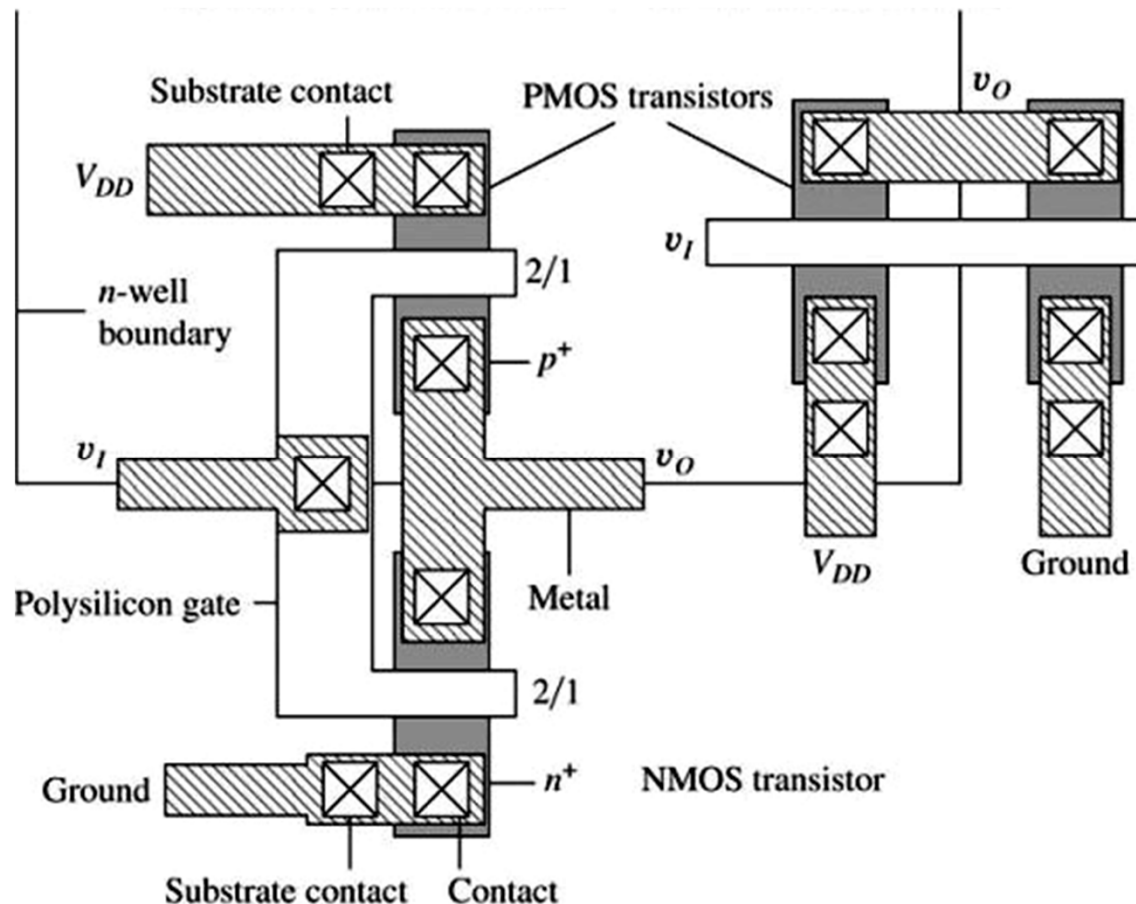 Substrate contact
PMOS transistors
v_O
V_DD
v_I
2/1
n-well
boundary
p+
v_I
v_O
V_DD
Ground
Polysilicon gate
Metal
2/1
Ground
n+
NMOS transistor
Substrate contact
Contact